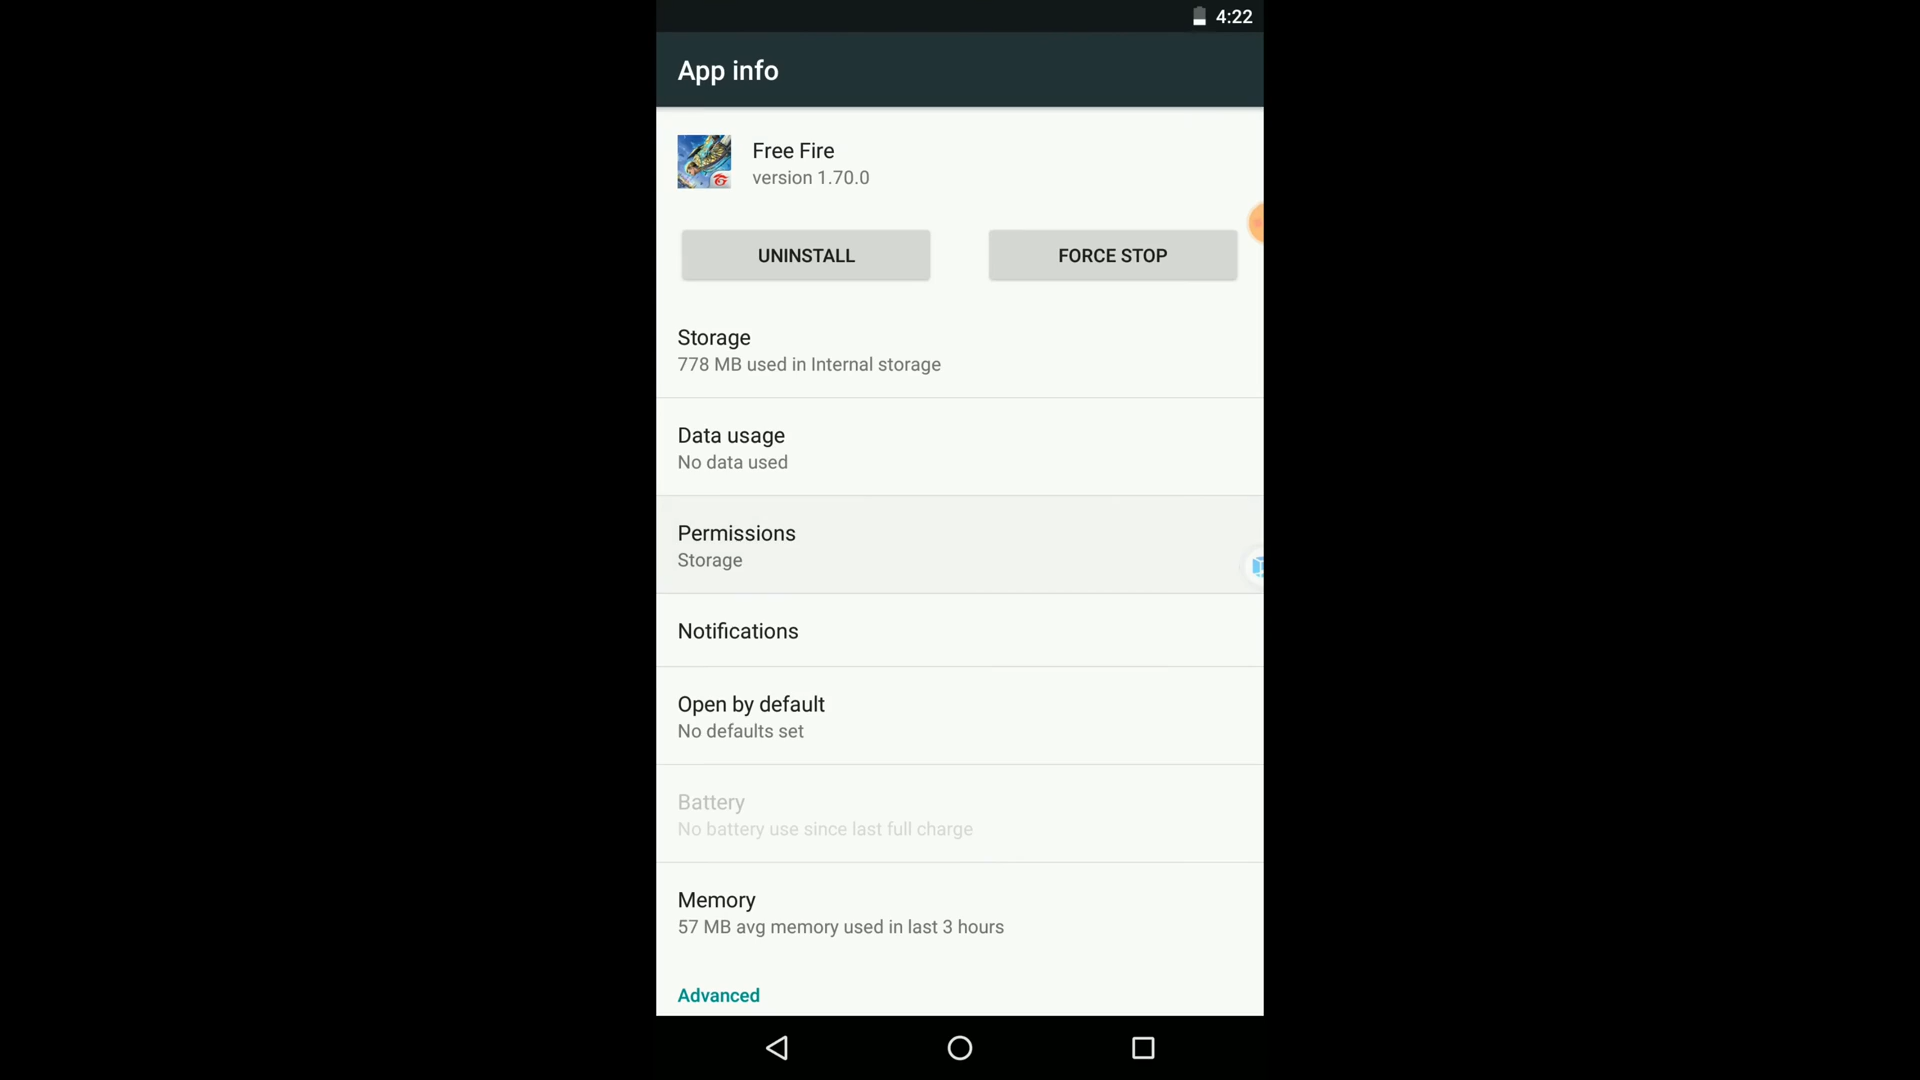 4:22
App info
Free Fire
version 1.70.0
UNINSTALL
FORCE STOP
Storage
778 MB used in Internal storage
Data usage
No data used
Permissions
Storage
Notifications
Open by default
No defaults set
Battery
No battery use since last full charge
Memory
57 MB avg memory used in last 3 hours
Advanced